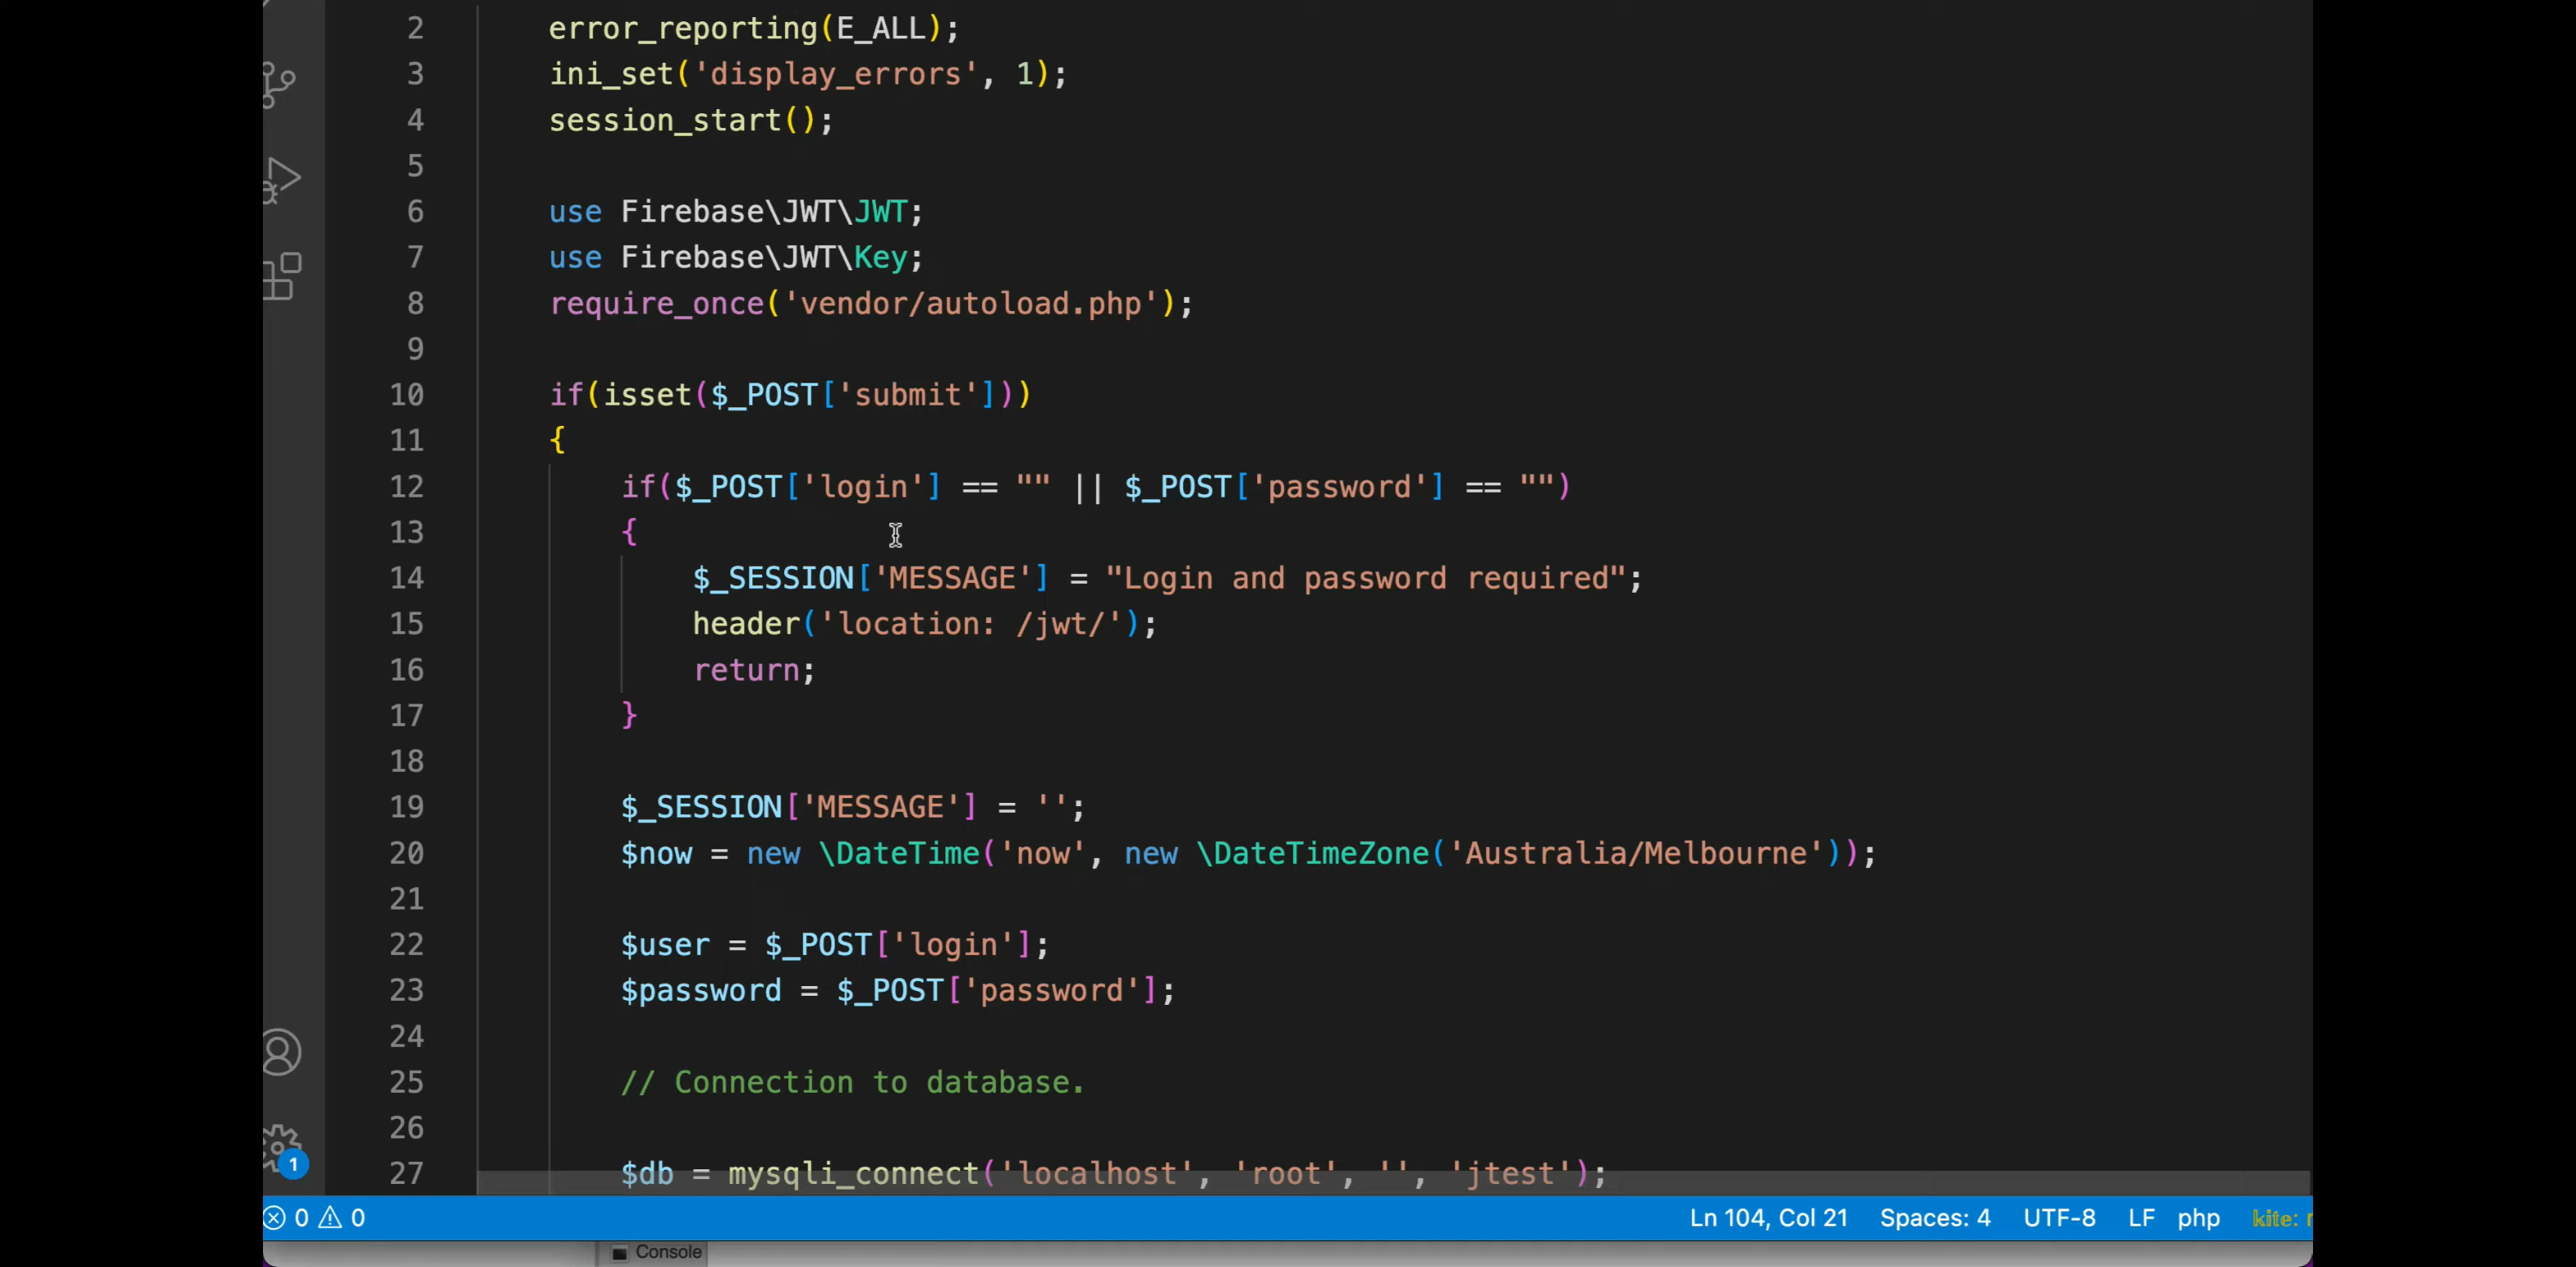 2 error_reporting(E_ALL);
3 ini_set('display_errors', 1);
4 session_start();
5
6 use Firebase\JWT\JWT;
7 use Firebase\JWT\Key;
8 require_once('vendor/autoload.php');
9
10 if(isset($_POST['submit']))
11 {
12 if($_POST['login'] == "" || $_POST['password'] == "")
13 {
14 $_SESSION['MESSAGE'] = "Login and password required";
15 header('location: /jwt/');
16 return;
17 }
18
19 $_SESSION['MESSAGE'] = '';
20 $now = new \DateTime('now', new \DateTimeZone('Australia/Melbourne'));
21
22 $user = $_POST['login'];
23 $password = $_POST['password'];
24
25 // Connection to database.
26
27 $db = mysqli_connect('localhost', 'root', '', 'jtest');
1
0 0 Ln 104, Col 21 Spaces: 4 UTF-8 LF php kite:
Console